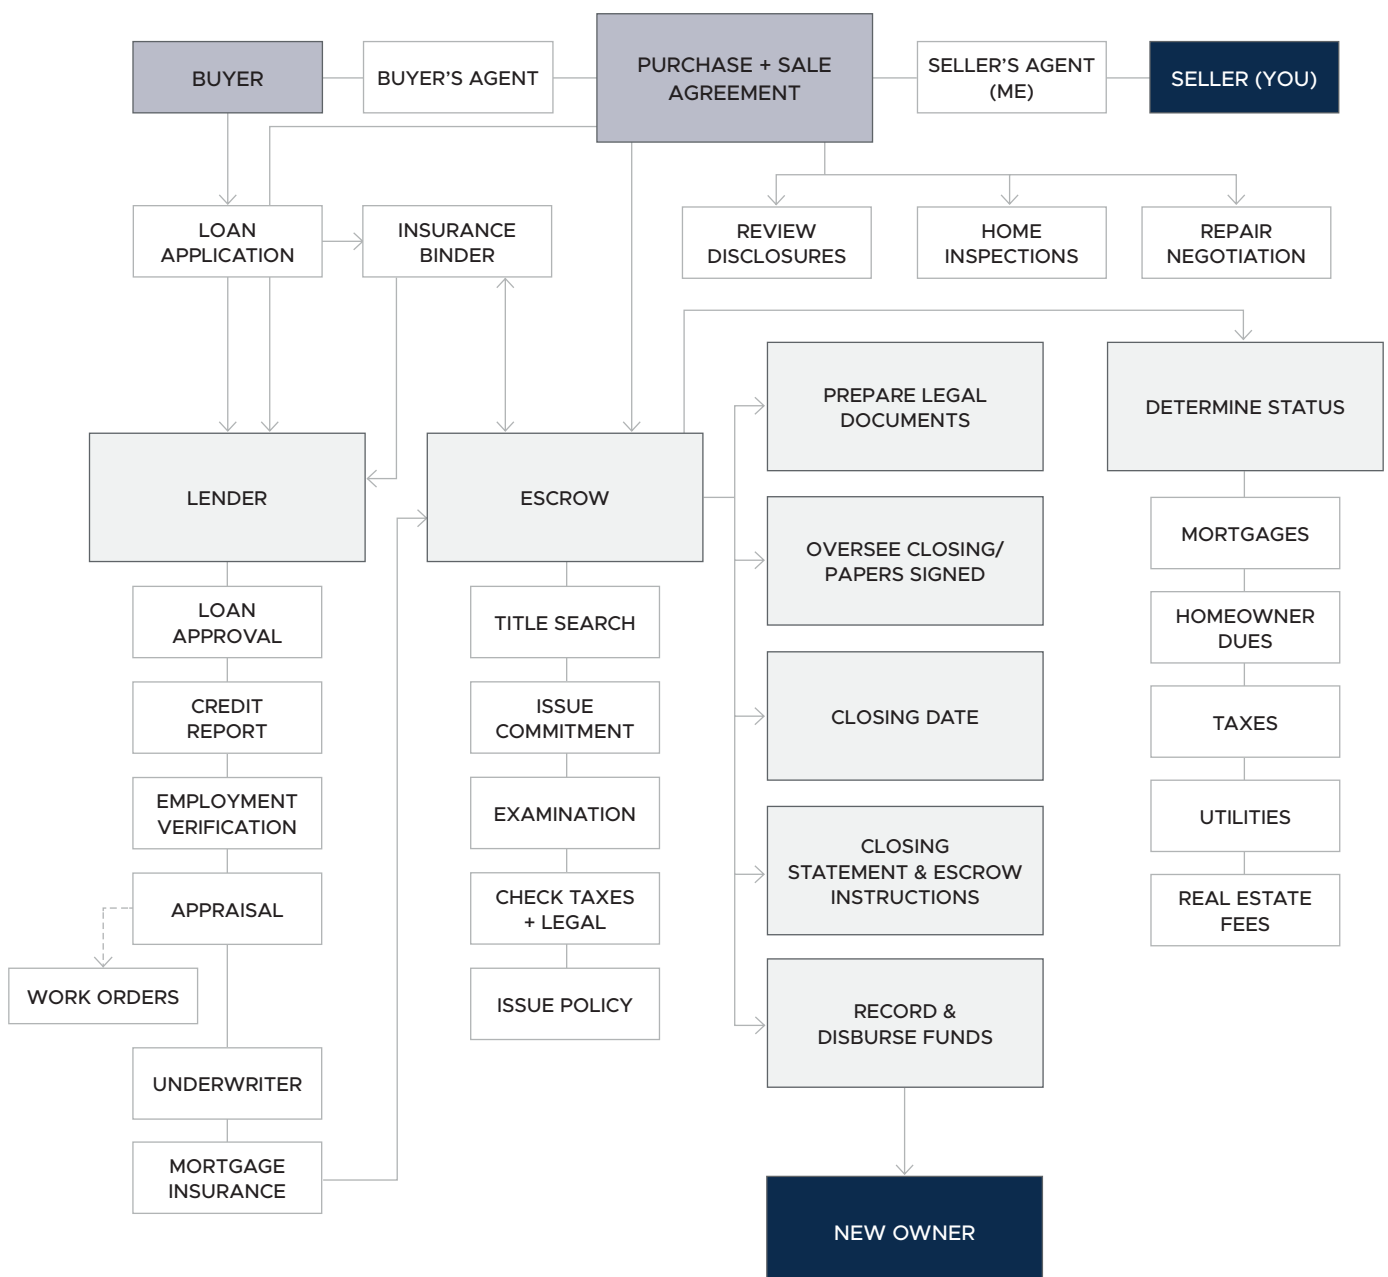 BUYER
BUYER'S AGENT
PURCHASE + SALE
AGREEMENT
SELLER'S AGENT
(ME)
SELLER (YOU)
LOAN
APPLICATION
INSURANCE
BINDER
REVIEW
DISCLOSURES
HOME
INSPECTIONS
REPAIR
NEGOTIATION
LENDER
ESCROW
PREPARE LEGAL
DOCUMENTS
DETERMINE STATUS
LOAN
APPROVAL
CREDIT
REPORT
EMPLOYMENT
VERIFICATION
APPRAISAL
WORK ORDERS
UNDERWRITER
MORTGAGE
INSURANCE
TITLE SEARCH
ISSUE
COMMITMENT
EXAMINATION
CHECK TAXES
+ LEGAL
ISSUE POLICY
OVERSEE CLOSING/
PAPERS SIGNED
CLOSING DATE
CLOSING
STATEMENT & ESCROW
INSTRUCTIONS
RECORD &
DISBURSE FUNDS
NEW OWNER
MORTGAGES
HOMEOWNER
DUES
TAXES
UTILITIES
REAL ESTATE
FEES